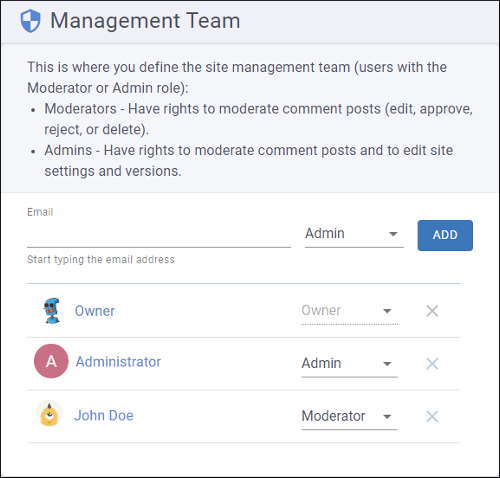 Management Team
This is where you define the site management team (users with the
Moderator or Admin role):
• Moderators - Have rights to moderate comment posts (edit, approve,
reject, or delete).
• Admins - Have rights to moderate comment posts and to edit site
settings and versions.
Email
Admin
ADD
Start typing the email address
Owner Owner
A Administrator Admin
John Doe Moderator